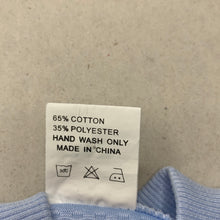 65% COTTON
35% POLYESTER
HAND WASH ONLY
MADE IN CHINA